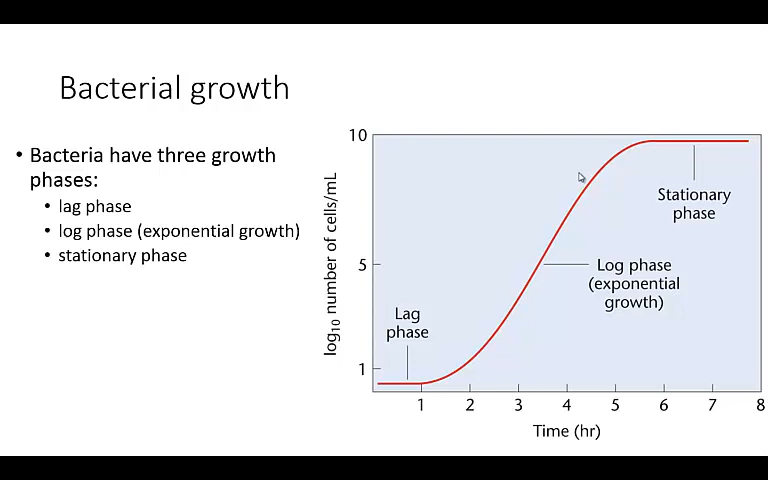 Bacterial growth
• Bacteria have three growth
phases:
• lag phase
• log phase (exponential growth)
• stationary phase
10
5
1
log₁₀ number of cells/mL
Lag
phase
Log phase
(exponential
growth)
Stationary
phase
1 2 3 4 5 6 7 8
Time (hr)